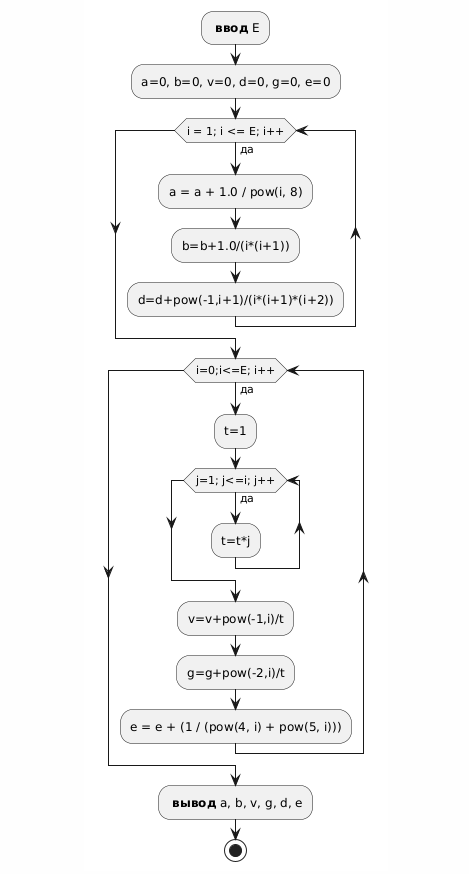 ввод E
a=0, b=0, v=0, d=0, g=0, e=0
i = 1; i <= E; i++
да
a = a + 1.0 / pow(i, 8)
b=b+1.0/(i*(i+1))
d=d+pow(-1,i+1)/(i*(i+1)*(i+2))
i=0;i<=E; i++
да
t=1
j=1; j<=i; j++
да
t=t*j
v=v+pow(-1,i)/t
g=g+pow(-2,i)/t
e = e + (1 / (pow(4, i) + pow(5, i)))
вывод a, b, v, g, d, e